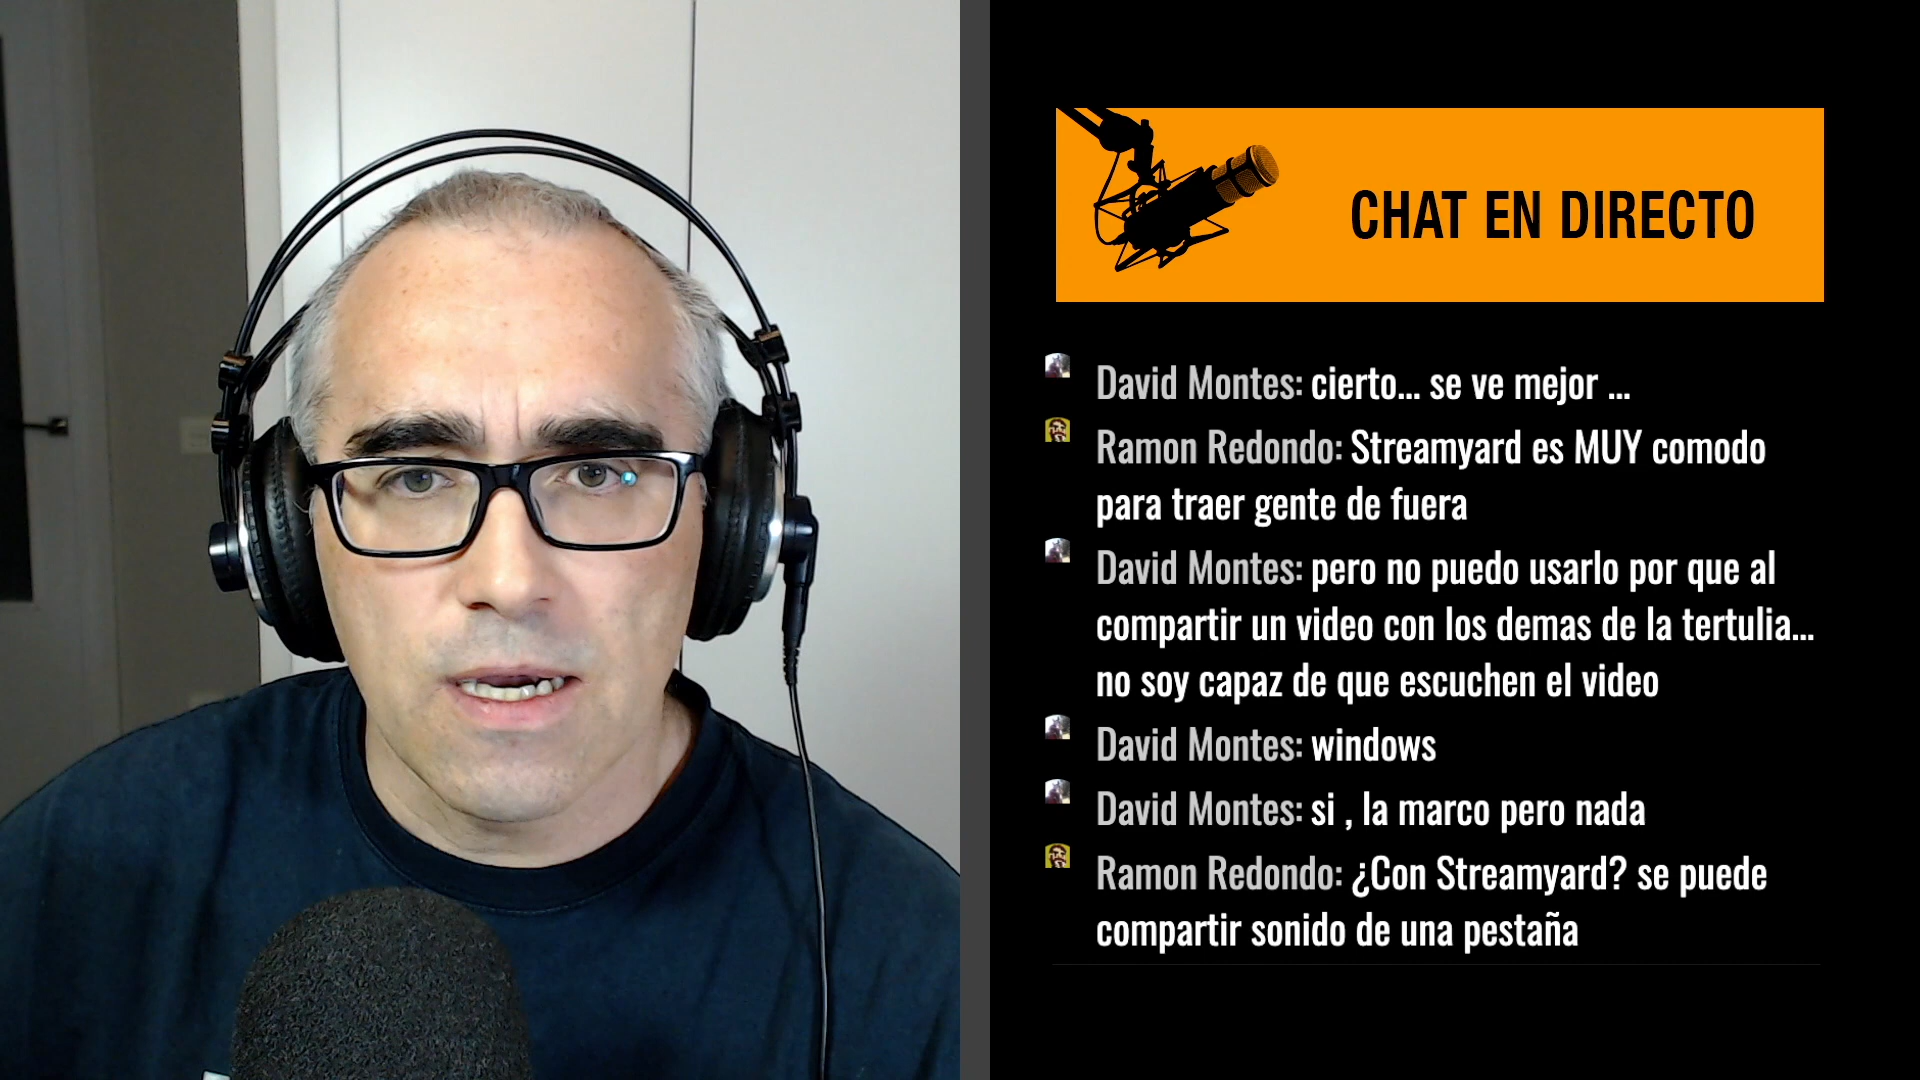 CHAT EN DIRECTO
David Montes: cierto... se ve mejor ...
Ramon Redondo: Streamyard es MUY comodo
para traer gente de fuera
David Montes: pero no puedo usarlo por que al
compartir un video con los demas de la tertulia...
no soy capaz de que escuchen el video
David Montes: windows
David Montes: si , la marco pero nada
Ramon Redondo: ¿Con Streamyard? se puede
compartir sonido de una pestaña